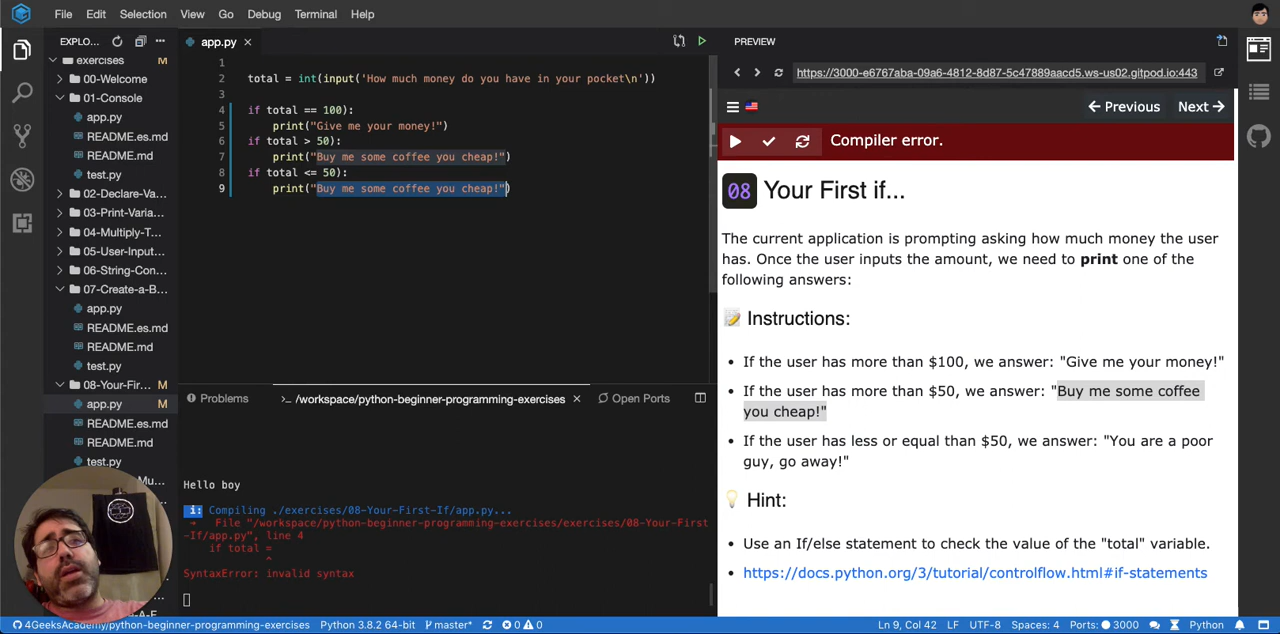 File Edit Selection View Go Debug Terminal Help
EXPLO...
exercises M
00-Welcome
01-Console
app.py
README.es.md
README.md
test.py
02-Declare-Va...
03-Print-Varia...
04-Multiply-T...
05-User-Input...
06-String-Con...
07-Create-a-B...
app.py
README.es.md
README.md
test.py
08-Your-Fir... M
app.py M
README.es.md
README.md
test.py
app.py
1
2 total = int(input('How much money do you have in your pocket\n'))
3
4 if total == 100):
5 print("Give me your money!")
6 if total > 50):
7 print("Buy me some coffee you cheap!")
8 if total <= 50):
9 print("Buy me some coffee you cheap!")
Problems
/workspace/python-beginner-programming-exercises
Open Ports
Hello boy
i: Compiling ./exercises/08-Your-First-If/app.py...
→ File "/workspace/python-beginner-programming-exercises/exercises/08-Your-First
-If/app.py", line 4
if total =
^
SyntaxError: invalid syntax
PREVIEW
https://3000-e6767aba-09a6-4812-8d87-5c47889aacd5.ws-us02.gitpod.io:443
← Previous Next →
Compiler error.
08 Your First if...
The current application is prompting asking how much money the user
has. Once the user inputs the amount, we need to print one of the
following answers:
Instructions:
• If the user has more than $100, we answer: "Give me your money!"
• If the user has more than $50, we answer: "Buy me some coffee
you cheap!"
• If the user has less or equal than $50, we answer: "You are a poor
guy, go away!"
Hint:
• Use an If/else statement to check the value of the "total" variable.
• https://docs.python.org/3/tutorial/controlflow.html#if-statements
4GeeksAcademy/python-beginner-programming-exercises Python 3.8.2 64-bit master* 0 0 Ln 9, Col 42 LF UTF-8 Spaces: 4 Ports: 3000 Python